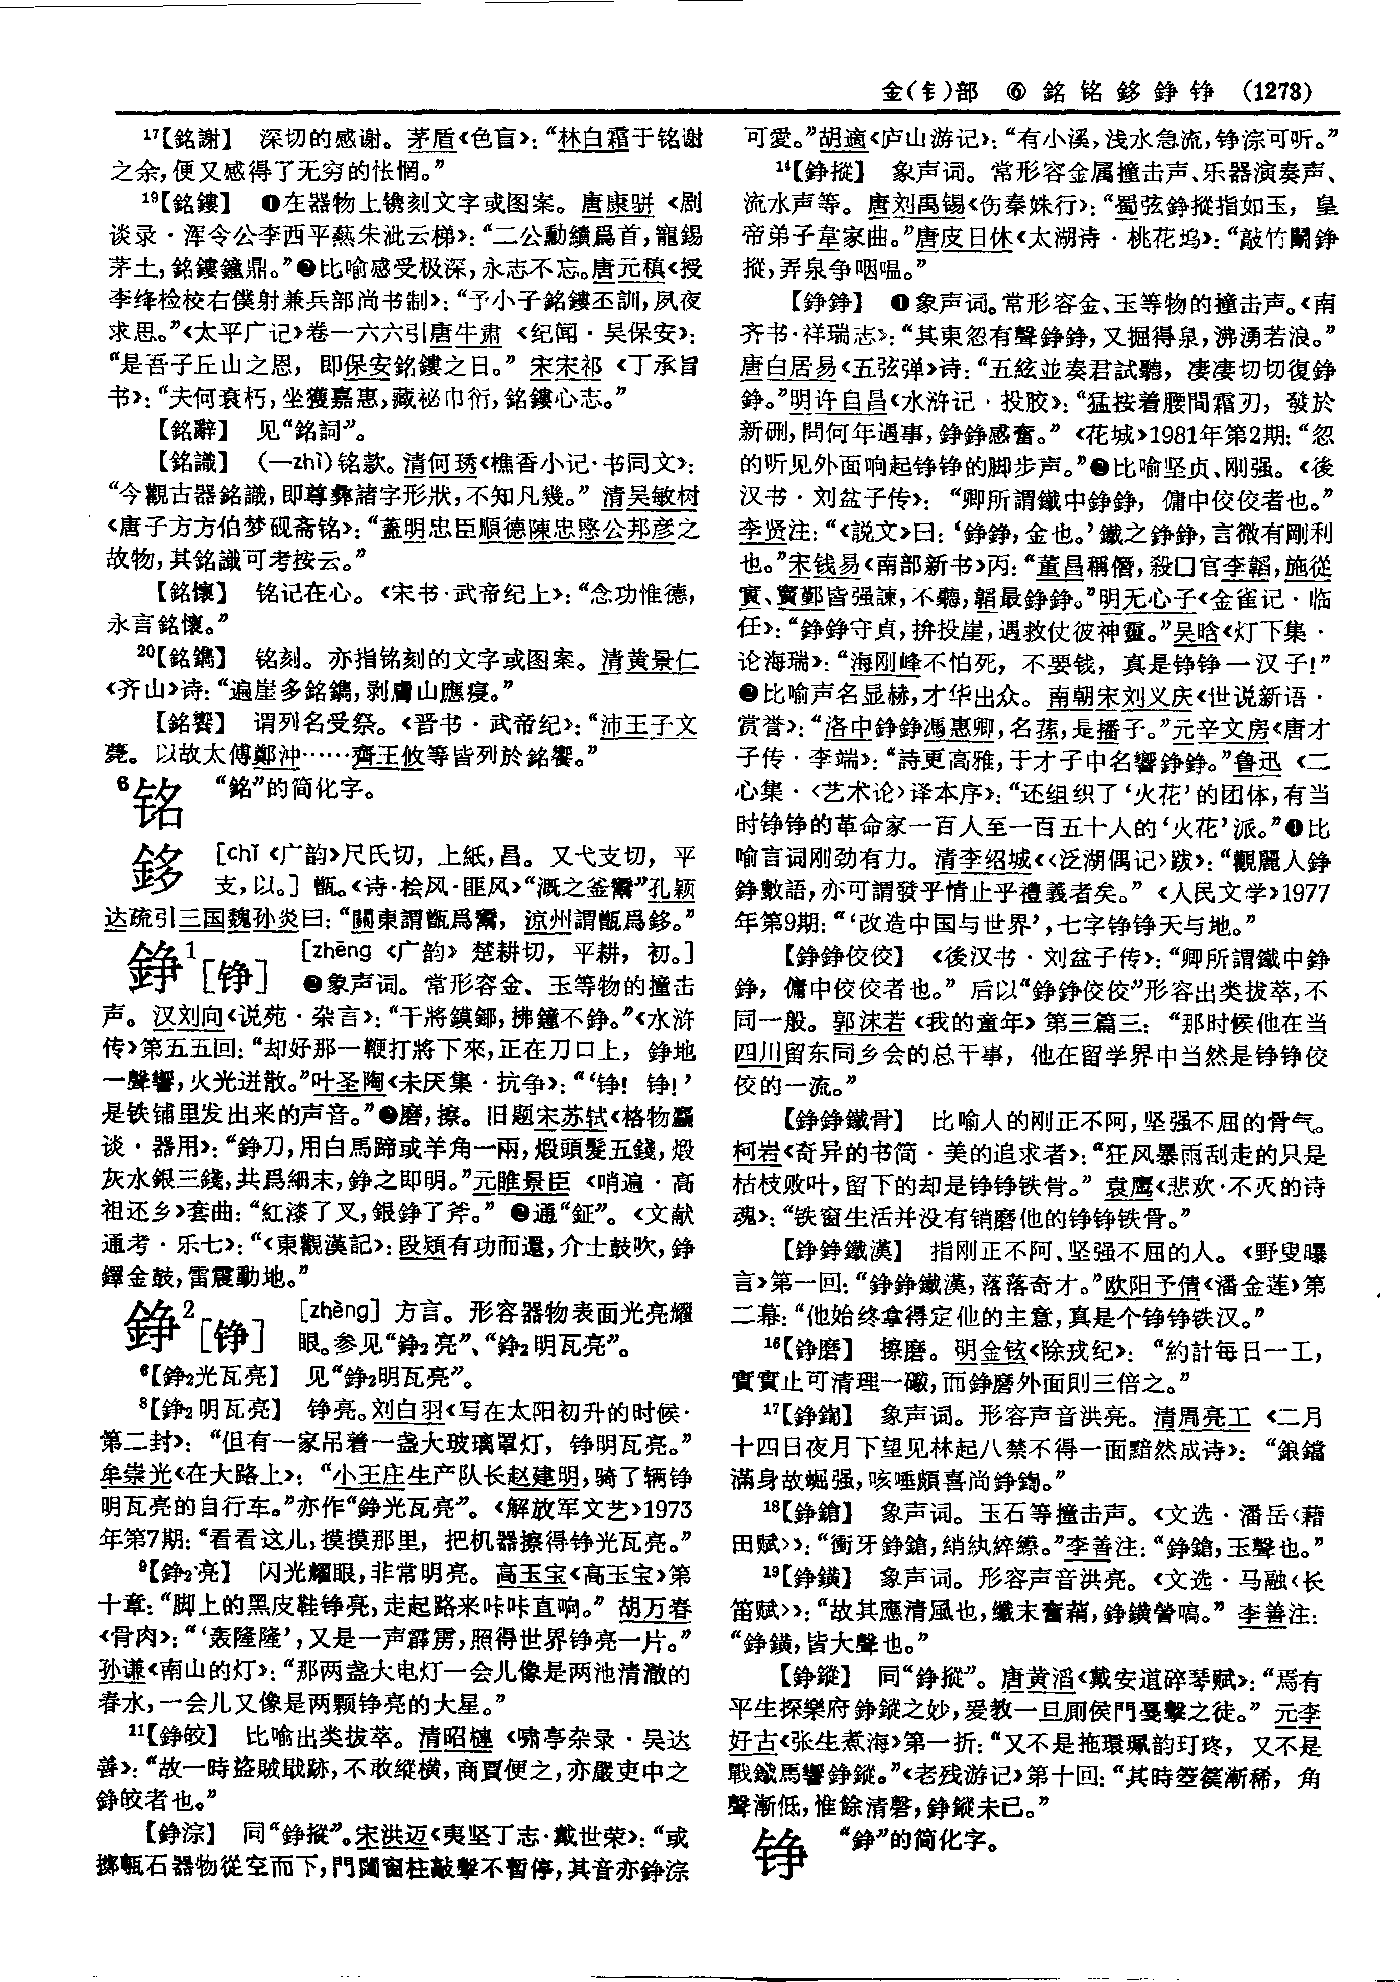 金(钅)部 ⑥ 銘 铭 鉹 錚 铮 (1273)
17【銘謝】 深切的感谢。茅盾《色盲》：“林白霜于铭谢
之余，便又感得了无穷的怅惘。”
19【銘鏤】 ❶在器物上镌刻文字或图案。唐康骈《剧
谈录·浑令公李西平爇朱泚云梯》：“二公勳績爲首，寵錫
茅土，銘鏤鐘鼎。”❷比喻感受极深，永志不忘。唐元稹《授
李绛检校右僕射兼兵部尚书制》：“予小子銘鏤丕訓，夙夜
求思。”《太平广记》卷一六六引唐牛肃《纪闻·吴保安》：
“是吾子丘山之恩，即保安銘鏤之日。”宋宋祁《丁承旨
书》：“夫何衰朽，坐獲嘉惠，藏祕巾衍，銘鏤心志。”
【銘辭】 见“銘詞”。
【銘識】 (—zhì)铭款。清何琇《樵香小记·书同文》：
“今觀古器銘識，即尊彝諸字形狀，不知凡幾。”清吴敏树
《唐子方方伯梦砚斋铭》：“蓋明忠臣順德陳忠愍公邦彦之
故物，其銘識可考按云。”
【銘懷】 铭记在心。《宋书·武帝纪上》：“念功惟德，
永言銘懷。”
20【銘鐫】 铭刻。亦指铭刻的文字或图案。清黄景仁
《齐山》诗：“遍崖多銘鐫，剥膚山應痠。”
【銘饗】 谓列名受祭。《晋书·武帝纪》：“沛王子文
薨。以故太傅鄭沖……齊王攸等皆列於銘饗。”
6铭 “銘”的简化字。
鉹 [chǐ《广韵》尺氏切，上紙，昌。又弋支切，平
支，以。] 甑。《诗·桧风·匪风》“溉之釜鬵”孔颖
达疏引三国魏孙炎曰：“關東謂甑爲鬵，涼州謂甑爲鉹。”
錚1[铮] [zhēng《广韵》楚耕切，平耕，初。]
❶象声词。常形容金、玉等物的撞击
声。汉刘向《说苑·杂言》：“干將鏌鋣，拂鐘不錚。”《水浒
传》第五五回：“却好那一鞭打將下來，正在刀口上，錚地
一聲響，火光迸散。”叶圣陶《未厌集·抗争》：“‘铮！铮！’
是铁铺里发出来的声音。”❷磨，擦。旧题宋苏轼《格物麤
谈·器用》：“錚刀，用白馬蹄或羊角一兩，煅頭髮五錢，煅
灰水銀三錢，共爲細末，錚之即明。”元睢景臣《哨遍·高
祖还乡》套曲：“紅漆了叉，銀錚了斧。”❸通“鉦”。《文献
通考·乐七》：“《東觀漢記》：段熲有功而還，介士鼓吹，錚
鐸金鼓，雷震動地。”
錚2[铮] [zhèng] 方言。形容器物表面光亮耀
眼。参见“錚2亮”、“錚2明瓦亮”。
6【錚2光瓦亮】 见“錚2明瓦亮”。
8【錚2明瓦亮】 铮亮。刘白羽《写在太阳初升的时候·
第二封》：“但有一家吊着一盏大玻璃罩灯，铮明瓦亮。”
牟崇光《在大路上》：“小王庄生产队长赵建明，骑了辆铮
明瓦亮的自行车。”亦作“錚光瓦亮”。《解放军文艺》1973
年第7期：“看看这儿，摸摸那里，把机器擦得铮光瓦亮。”
9【錚2亮】 闪光耀眼，非常明亮。高玉宝《高玉宝》第
十章：“脚上的黑皮鞋铮亮，走起路来咔咔直响。”胡万春
《骨肉》：“‘轰隆隆’，又是一声霹雳，照得世界铮亮一片。”
孙谦《南山的灯》：“那两盏大电灯一会儿像是两池清澈的
春水，一会儿又像是两颗铮亮的大星。”
11【錚皎】 比喻出类拔萃。清昭槤《啸亭杂录·吴达
善》：“故一時盜賊戢跡，不敢縱横，商賈便之，亦嚴吏中之
錚皎者也。”
【錚淙】 同“錚摐”。宋洪迈《夷坚丁志·戴世荣》：“或
擲甎石器物從空而下，門闥窗柱敲擊不暫停，其音亦錚淙
可愛。”胡適《庐山游记》：“有小溪，浅水急流，铮淙可听。”
14【錚摐】 象声词。常形容金属撞击声、乐器演奏声、
流水声等。唐刘禹锡《伤秦姝行》：“蜀弦錚摐指如玉，皇
帝弟子韋家曲。”唐皮日休《太湖诗·桃花坞》：“敲竹鬭錚
摐，弄泉争咽嗢。”
【錚錚】 ❶象声词。常形容金、玉等物的撞击声。《南
齐书·祥瑞志》：“其東忽有聲錚錚，又掘得泉，沸湧若浪。”
唐白居易《五弦弹》诗：“五絃並奏君試聽，凄凄切切復錚
錚。”明许自昌《水浒记·投胶》：“猛按着腰間霜刃，發於
新硎，問何年遇事，錚錚感奮。”《花城》1981年第2期：“忽
的听见外面响起铮铮的脚步声。”❷比喻坚贞、刚强。《後
汉书·刘盆子传》：“卿所謂鐵中錚錚，傭中佼佼者也。”
李贤注：“《説文》曰：‘錚錚，金也。’鐵之錚錚，言微有剛利
也。”宋钱易《南部新书》丙：“董昌稱僭，殺囗官李韜，施從
實、竇鄴皆强諫，不聽，韜最錚錚。”明无心子《金雀记·临
任》：“錚錚守貞，拚投崖，遇救仗彼神靈。”吴晗《灯下集·
论海瑞》：“海刚峰不怕死，不要钱，真是铮铮一汉子！”
❸比喻声名显赫，才华出众。南朝宋刘义庆《世说新语·
赏誉》：“洛中錚錚馮惠卿，名蓀，是播子。”元辛文房《唐才
子传·李端》：“詩更高雅，于才子中名響錚錚。”鲁迅《二
心集·〈艺术论〉译本序》：“还组织了‘火花’的团体，有当
时铮铮的革命家一百人至一百五十人的‘火花’派。”❹比
喻言词刚劲有力。清李绍城《〈泛湖偶记〉跋》：“觀麗人錚
錚數語，亦可謂發乎情止乎禮義者矣。”《人民文学》1977
年第9期：“‘改造中国与世界’，七字铮铮天与地。”
【錚錚佼佼】 《後汉书·刘盆子传》：“卿所謂鐵中錚
錚，傭中佼佼者也。”后以“錚錚佼佼”形容出类拔萃，不
同一般。郭沫若《我的童年》第三篇三：“那时候他在当
四川留东同乡会的总干事，他在留学界中当然是铮铮佼
佼的一流。”
【錚錚鐵骨】 比喻人的刚正不阿，坚强不屈的骨气。
柯岩《奇异的书简·美的追求者》：“狂风暴雨刮走的只是
枯枝败叶，留下的却是铮铮铁骨。”袁鹰《悲欢·不灭的诗
魂》：“铁窗生活并没有销磨他的铮铮铁骨。”
【錚錚鐵漢】 指刚正不阿、坚强不屈的人。《野叟曝
言》第一回：“錚錚鐵漢，落落奇才。”欧阳予倩《潘金莲》第
二幕：“他始终拿得定他的主意，真是个铮铮铁汉。”
16【錚磨】 擦磨。明金铉《除戎纪》：“約計每日一工，
實實止可清理一礮，而錚磨外面則三倍之。”
17【錚鍧】 象声词。形容声音洪亮。清周亮工《二月
十四日夜月下望见林起八禁不得一面黯然成诗》：“銀鐺
滿身故崛强，咳唾頗喜尚錚鍧。”
18【錚鎗】 象声词。玉石等撞击声。《文选·潘岳〈藉
田赋〉》：“衝牙錚鎗，綃紈綷縩。”李善注：“錚鎗，玉聲也。”
19【錚鐄】 象声词。形容声音洪亮。《文选·马融〈长
笛赋〉》：“故其應清風也，纖末奮蕱，錚鐄謍嗃。”李善注：
“錚鐄，皆大聲也。”
【錚鏦】 同“錚摐”。唐黄滔《戴安道碎琴赋》：“焉有
平生探樂府錚鏦之妙，爰教一旦厠侯門戛擊之徒。”元李
好古《张生煮海》第一折：“又不是拖環珮韵玎咚，又不是
戰鐵馬響錚鏦。”《老残游记》第十回：“其時箜篌漸稀，角
聲漸低，惟餘清磬，錚鏦未已。”
铮 “錚”的简化字。